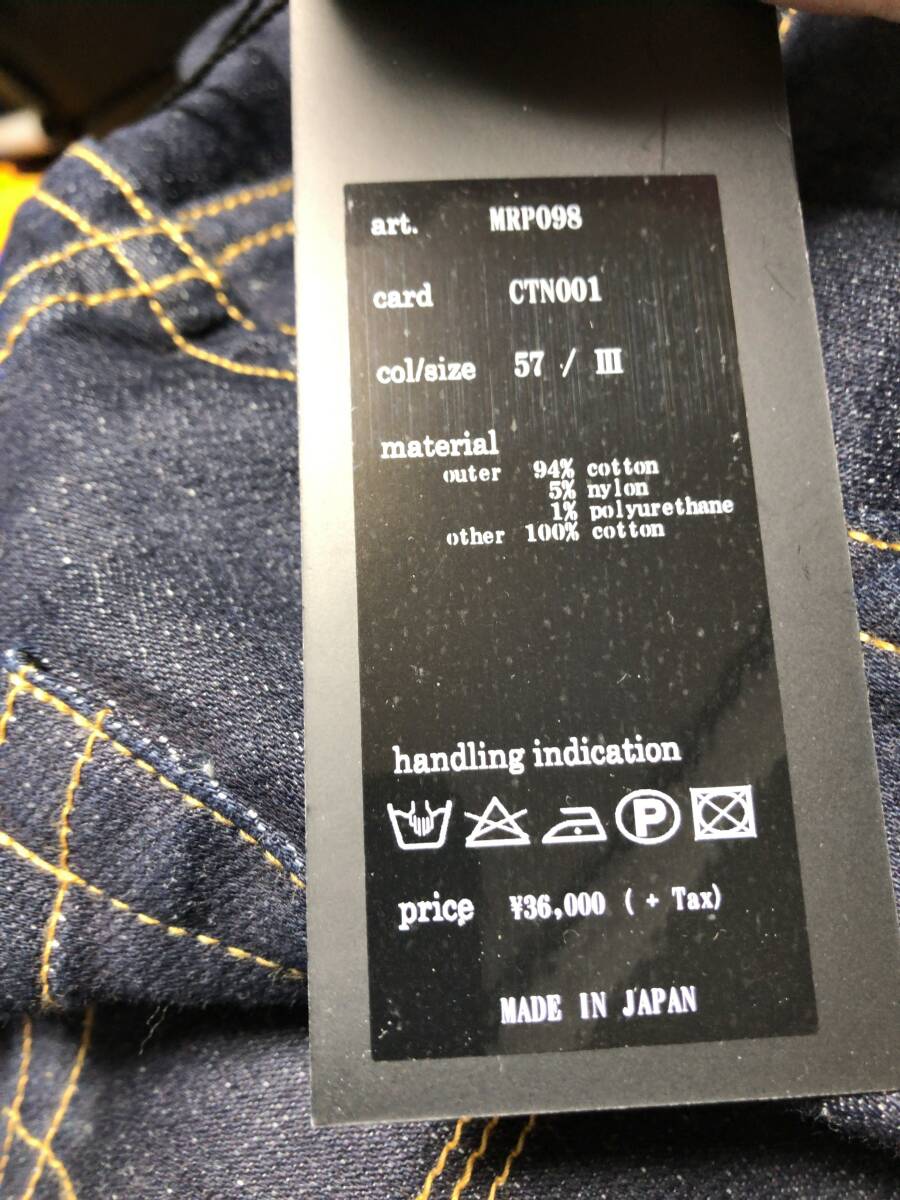 art. MRP098
card CTN001
col/size 57 / Ⅲ
material
outer 94% cotton
5% nylon
1% polyurethane
other 100% cotton
handling indication
P
price ¥36,000 ( + Tax)
MADE IN JAPAN